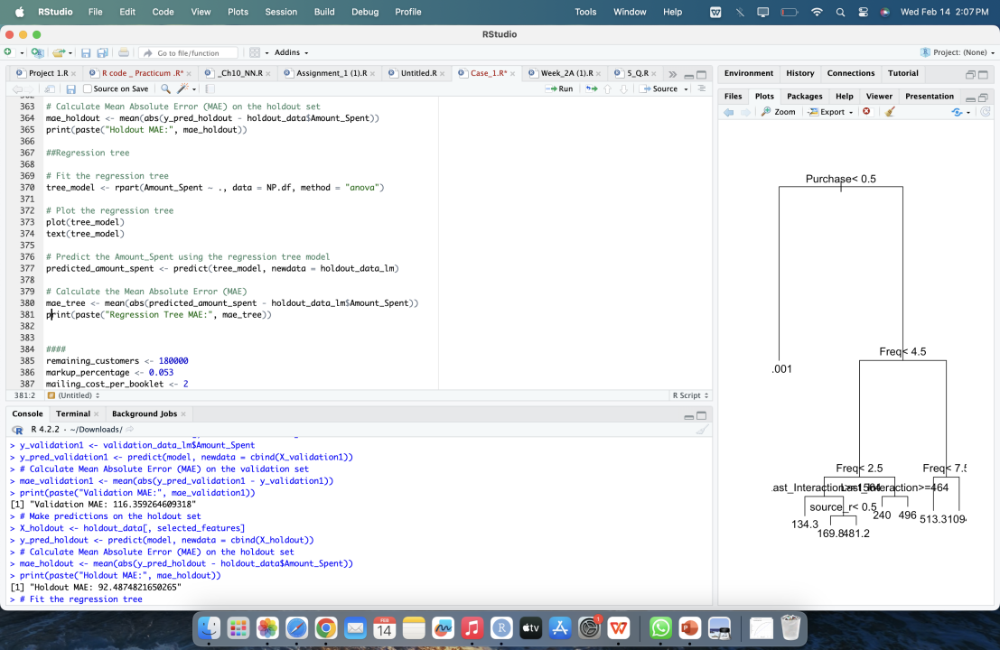 RStudio File Edit Code View Plots Session Build Debug Profile Tools Window Help Wed Feb 14 2:07 PM
RStudio
Go to file/function Addins Project: (None)
Project 1.R R code _ Practicum .R* _Ch10_NN.R Assignment_1 (1).R Untitled.R Case_1.R* Week_2A (1).R 5_Q.R
Source on Save Run Source
363 # Calculate Mean Absolute Error (MAE) on the holdout set
364 mae_holdout <- mean(abs(y_pred_holdout - holdout_data$Amount_Spent))
365 print(paste("Holdout MAE:", mae_holdout))
366
367 ##Regression tree
368
369 # Fit the regression tree
370 tree_model <- rpart(Amount_Spent ~ ., data = NP.df, method = "anova")
371
372 # Plot the regression tree
373 plot(tree_model)
374 text(tree_model)
375
376 # Predict the Amount_Spent using the regression tree model
377 predicted_amount_spent <- predict(tree_model, newdata = holdout_data_lm)
378
379 # Calculate the Mean Absolute Error (MAE)
380 mae_tree <- mean(abs(predicted_amount_spent - holdout_data_lm$Amount_Spent))
381 print(paste("Regression Tree MAE:", mae_tree))
382
383
384 ####
385 remaining_customers <- 180000
386 markup_percentage <- 0.053
387 mailing_cost_per_booklet <- 2
381:2 (Untitled) R Script
Console Terminal Background Jobs
R 4.2.2 · ~/Downloads/
> y_validation1 <- validation_data_lm$Amount_Spent
> y_pred_validation1 <- predict(model, newdata = cbind(X_validation1))
> # Calculate Mean Absolute Error (MAE) on the validation set
> mae_validation1 <- mean(abs(y_pred_validation1 - y_validation1))
> print(paste("Validation MAE:", mae_validation1))
[1] "Validation MAE: 116.359264609318"
> # Make predictions on the holdout set
> X_holdout <- holdout_data[, selected_features]
> y_pred_holdout <- predict(model, newdata = cbind(X_holdout))
> # Calculate Mean Absolute Error (MAE) on the holdout set
> mae_holdout <- mean(abs(y_pred_holdout - holdout_data$Amount_Spent))
> print(paste("Holdout MAE:", mae_holdout))
[1] "Holdout MAE: 92.4874821650265"
> # Fit the regression tree
Environment History Connections Tutorial
Files Plots Packages Help Viewer Presentation
Zoom Export
Purchase< 0.5
Freq< 4.5
.001
Freq< 2.5 Freq< 7.5
source_r< 0.5
134.3 169.8 481.2 240 496 513.3 109
FEB
14
1